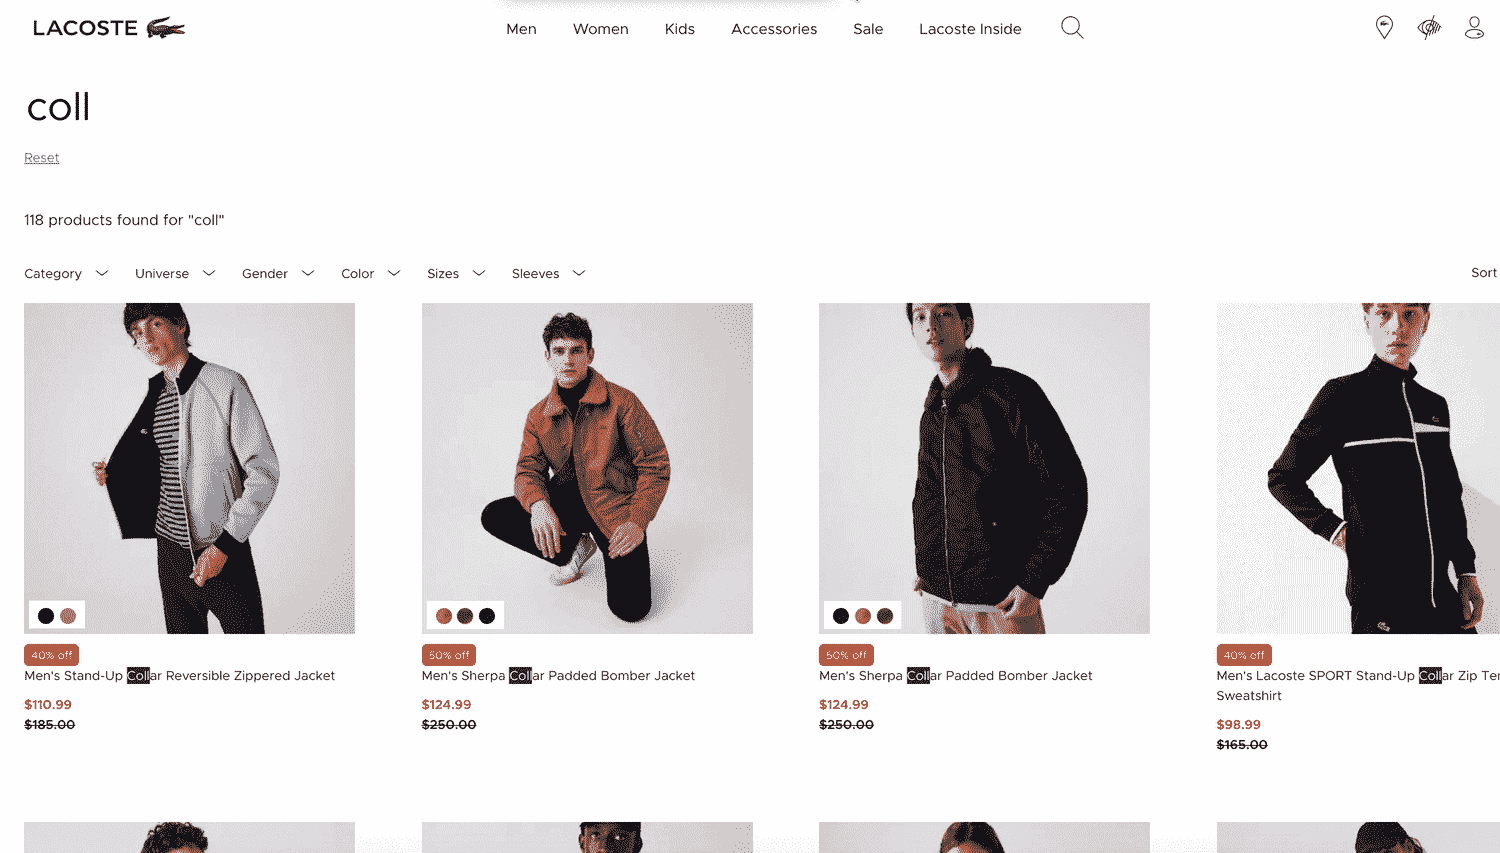 LACOSTE
Men Women Kids Accessories Sale Lacoste Inside
coll
Reset
118 products found for "coll"
Category Universe Gender Color Sizes Sleeves Sort
40% off
Men's Stand-Up Collar Reversible Zippered Jacket
$110.99
$185.00
50% off
Men's Sherpa Collar Padded Bomber Jacket
$124.99
$250.00
50% off
Men's Sherpa Collar Padded Bomber Jacket
$124.99
$250.00
40% off
Men's Lacoste SPORT Stand-Up Collar Zip
Sweatshirt
$98.99
$165.00